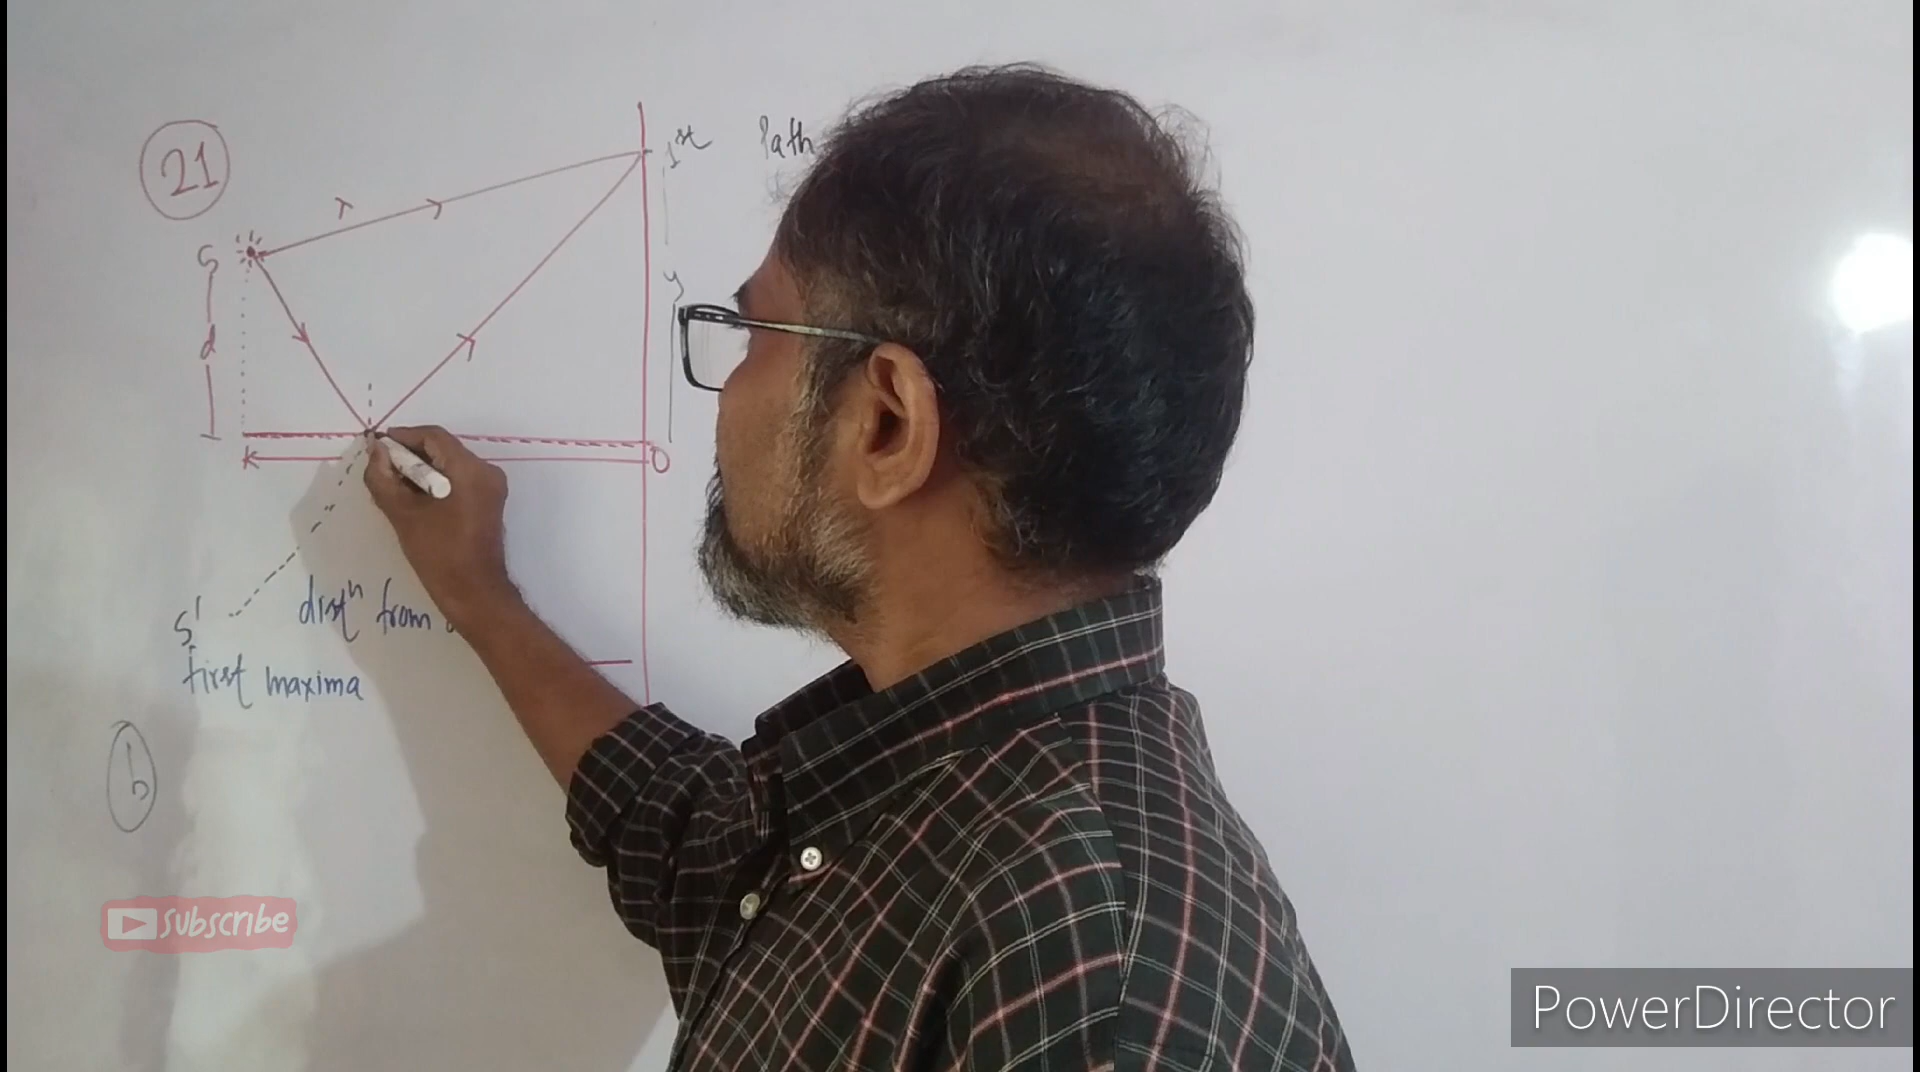 21
1st Path
λ
S
y
d
O
S' distn from
first maxima
b
Subscribe
PowerDirector